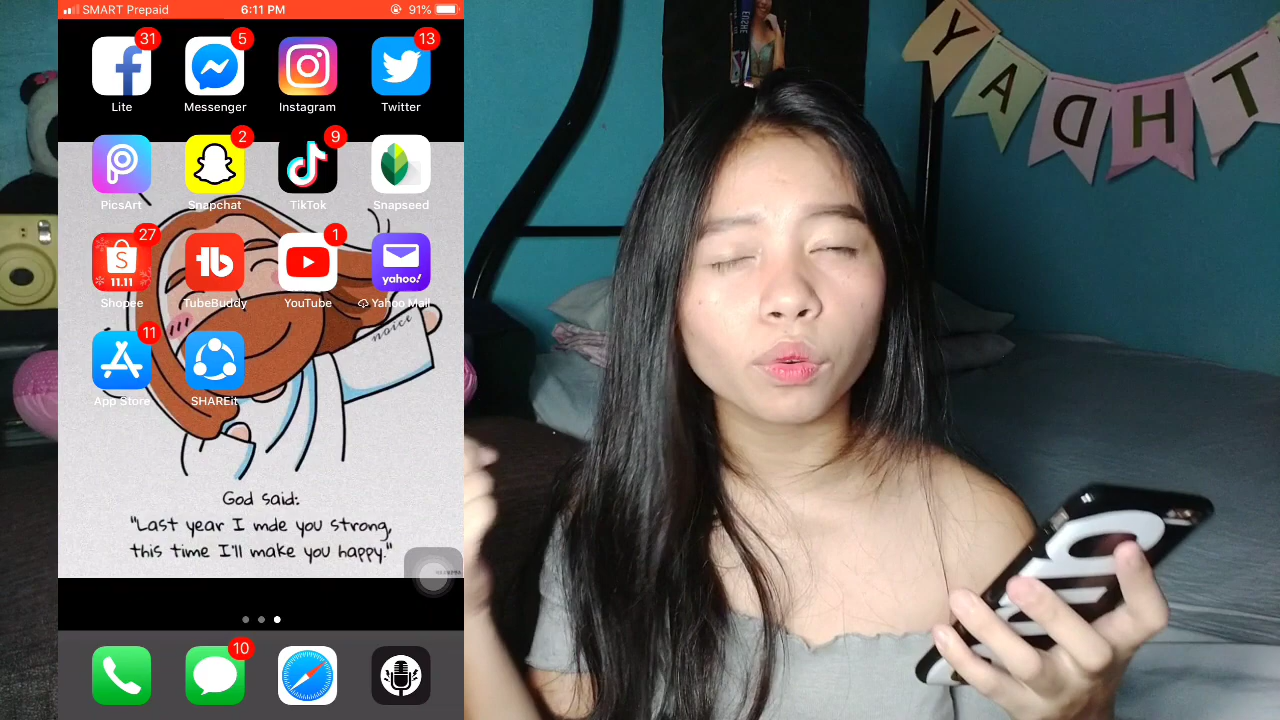 SMART Prepaid 6:11 PM 91%
31 5 13
Lite Messenger Instagram Twitter
2 9
PicsArt Snapchat TikTok Snapseed
27 1
S
11.11
yahoo!
Shopee TubeBuddy YouTube Yahoo Mail
11
App Store SHAREit
noice
God said:
"Last year I mde you strong,
this time I'll make you happy."
10
Y A D H T